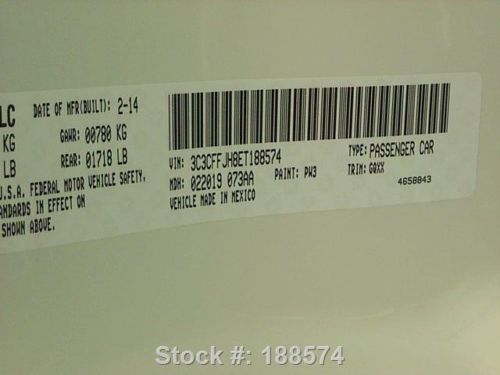 LC DATE OF MFR(BUILT): 2-14
KG GAWR: 00780 KG
LB REAR: 01718 LB
U.S.A. FEDERAL MOTOR VEHICLE SAFETY,
ANDARDS IN EFFECT ON
SHOWN ABOVE.
VIN: 3C3CFFJH8ET188574 TYPE: PASSENGER CAR
MDH: 022019 073AA PAINT: PW3 TRIM: GQXX
VEHICLE MADE IN MEXICO 4658843
Stock #: 188574